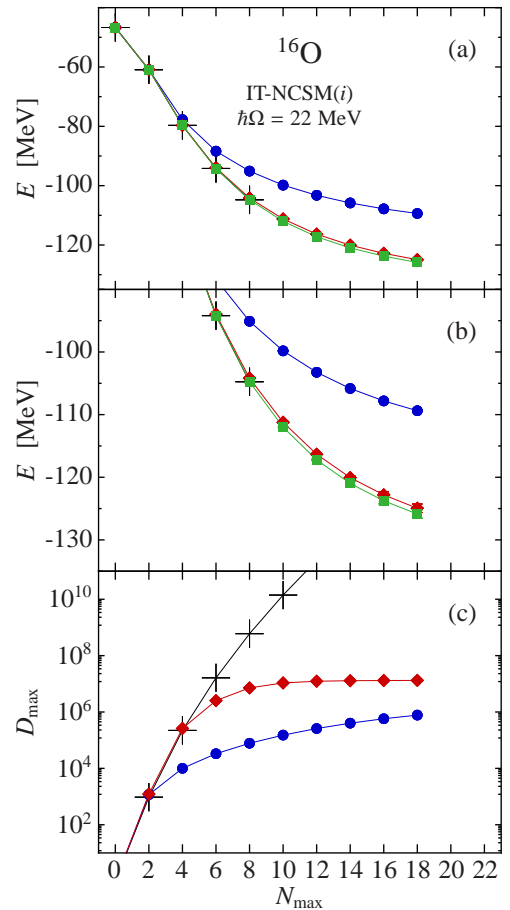 -60
-80
-100
-120
E [MeV]
¹⁶O
IT-NCSM(i)
ℏΩ = 22 MeV
(a)
-100
-110
-120
-130
E [MeV]
(b)
10¹⁰
10⁸
10⁶
10⁴
10²
D_max
(c)
0 2 4 6 8 10 12 14 16 18 20 22
N_max